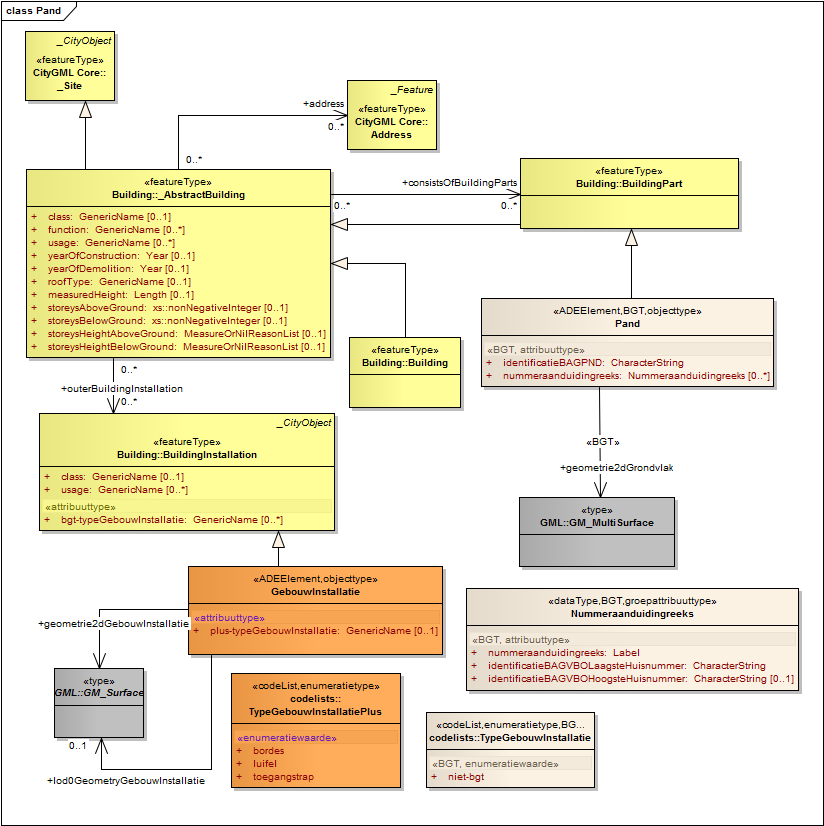 class Pand
_CityObject
«featureType»
CityGML Core::
_Site
_Feature
«featureType»
CityGML Core::
Address
+address
0..*
0..*
«featureType»
Building::_AbstractBuilding
+ class: GenericName [0..1]
+ function: GenericName [0..*]
+ usage: GenericName [0..*]
+ yearOfConstruction: Year [0..1]
+ yearOfDemolition: Year [0..1]
+ roofType: GenericName [0..1]
+ measuredHeight: Length [0..1]
+ storeysAboveGround: xs::nonNegativeInteger [0..1]
+ storeysBelowGround: xs::nonNegativeInteger [0..1]
+ storeysHeightAboveGround: MeasureOrNilReasonList [0..1]
+ storeysHeightBelowGround: MeasureOrNilReasonList [0..1]
+consistsOfBuildingParts
0..*
0..*
«featureType»
Building::BuildingPart
«ADEElement,BGT,objecttype»
Pand
«BGT, attribuuttype»
+ identificatieBAGPND: CharacterString
+ nummeraanduidingreeks: Nummeraanduidingreeks [0..*]
«featureType»
Building::Building
0..*
+outerBuildingInstallation
0..*
_CityObject
«featureType»
Building::BuildingInstallation
+ class: GenericName [0..1]
+ usage: GenericName [0..*]
«attribuuttype»
+ bgt-typeGebouwInstallatie: GenericName [0..*]
«BGT»
+geometrie2dGrondvlak
«type»
GML::GM_MultiSurface
«ADEElement,objecttype»
GebouwInstallatie
«attribuuttype»
+ plus-typeGebouwInstallatie: GenericName [0..1]
+geometrie2dGebouwInstallatie
«type»
GML::GM_Surface
0..1
+lod0GeometryGebouwInstallatie
«codeList,enumeratietype»
codelists::
TypeGebouwInstallatiePlus
«enumeratiewaarde»
+ bordes
+ luifel
+ toegangstrap
«dataType,BGT,groepattribuuttype»
Nummeraanduidingreeks
«BGT, attribuuttype»
+ nummeraanduidingreeks: Label
+ identificatieBAGVBOLaagsteHuisnummer: CharacterString
+ identificatieBAGVBOHoogsteHuisnummer: CharacterString [0..1]
«codeList,enumeratietype,BG...
codelists::TypeGebouwInstallatie
«BGT, enumeratiewaarde»
+ niet-bgt